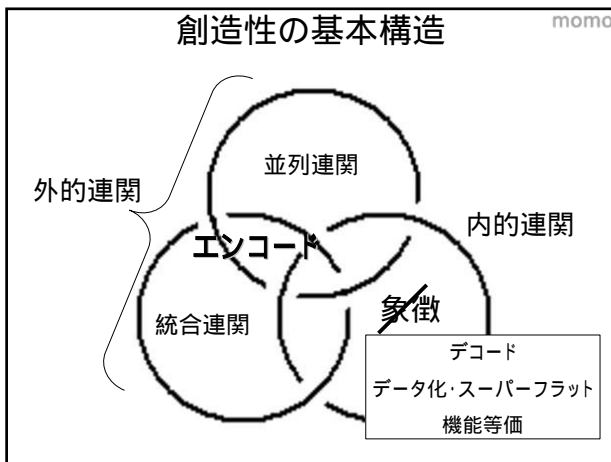 創造性の基本構造
momo
並列連関
外的連関
内的連関
エンコード
統合連関
象徴
デコード
データ化・スーパーフラット
機能等価